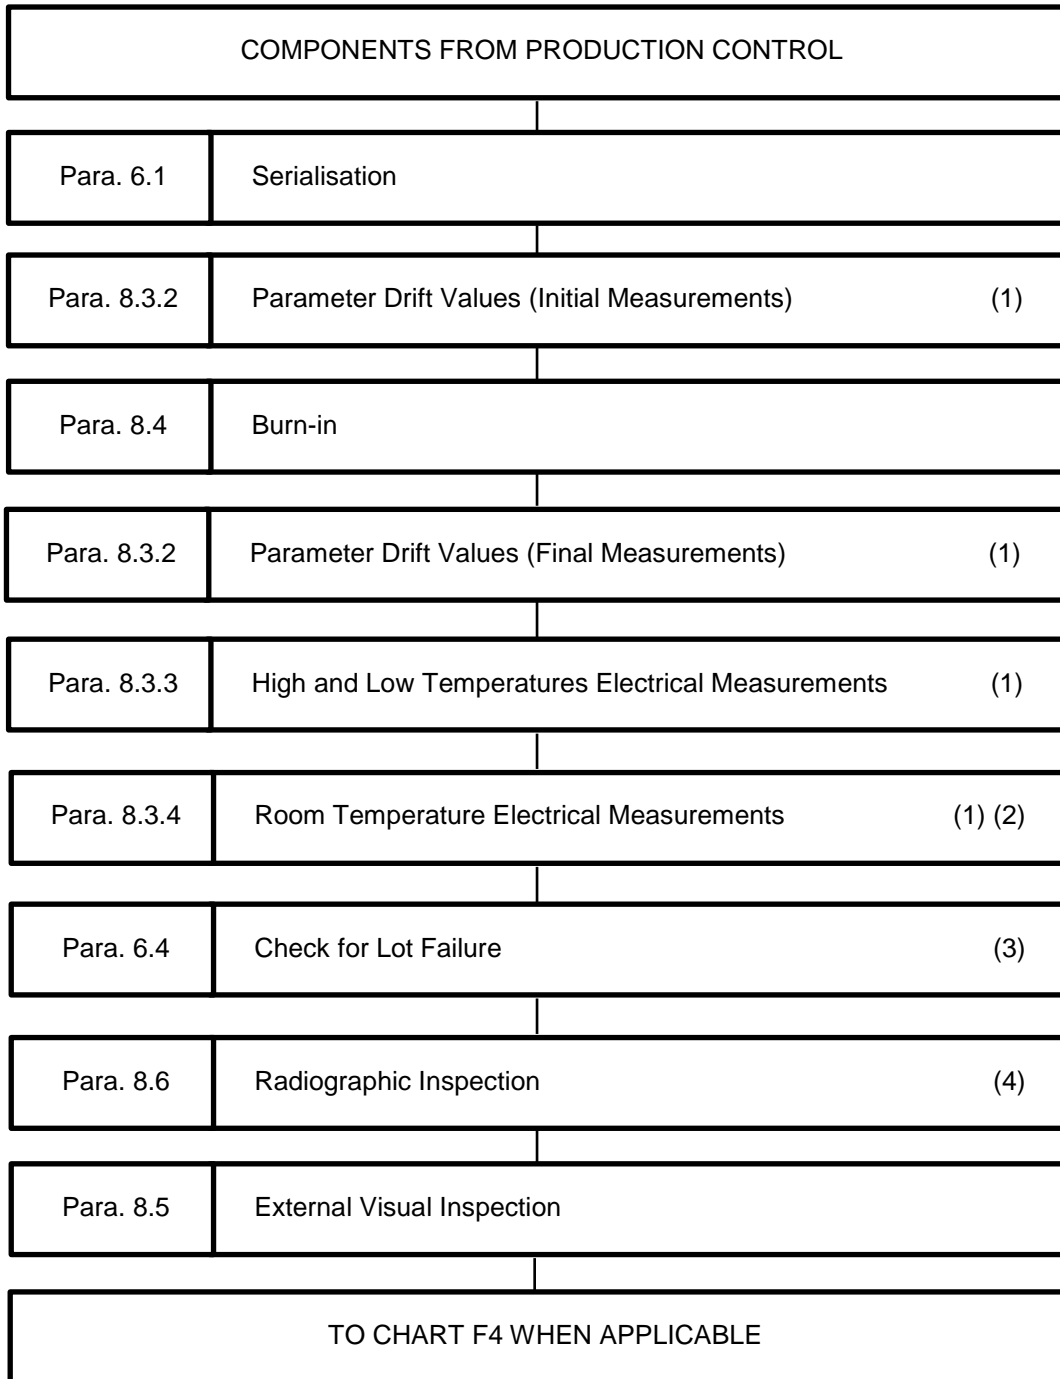 COMPONENTS FROM PRODUCTION CONTROL
Para. 6.1 Serialisation
Para. 8.3.2 Parameter Drift Values (Initial Measurements) (1)
Para. 8.4 Burn-in
Para. 8.3.2 Parameter Drift Values (Final Measurements) (1)
Para. 8.3.3 High and Low Temperatures Electrical Measurements (1)
Para. 8.3.4 Room Temperature Electrical Measurements (1) (2)
Para. 6.4 Check for Lot Failure (3)
Para. 8.6 Radiographic Inspection (4)
Para. 8.5 External Visual Inspection
TO CHART F4 WHEN APPLICABLE